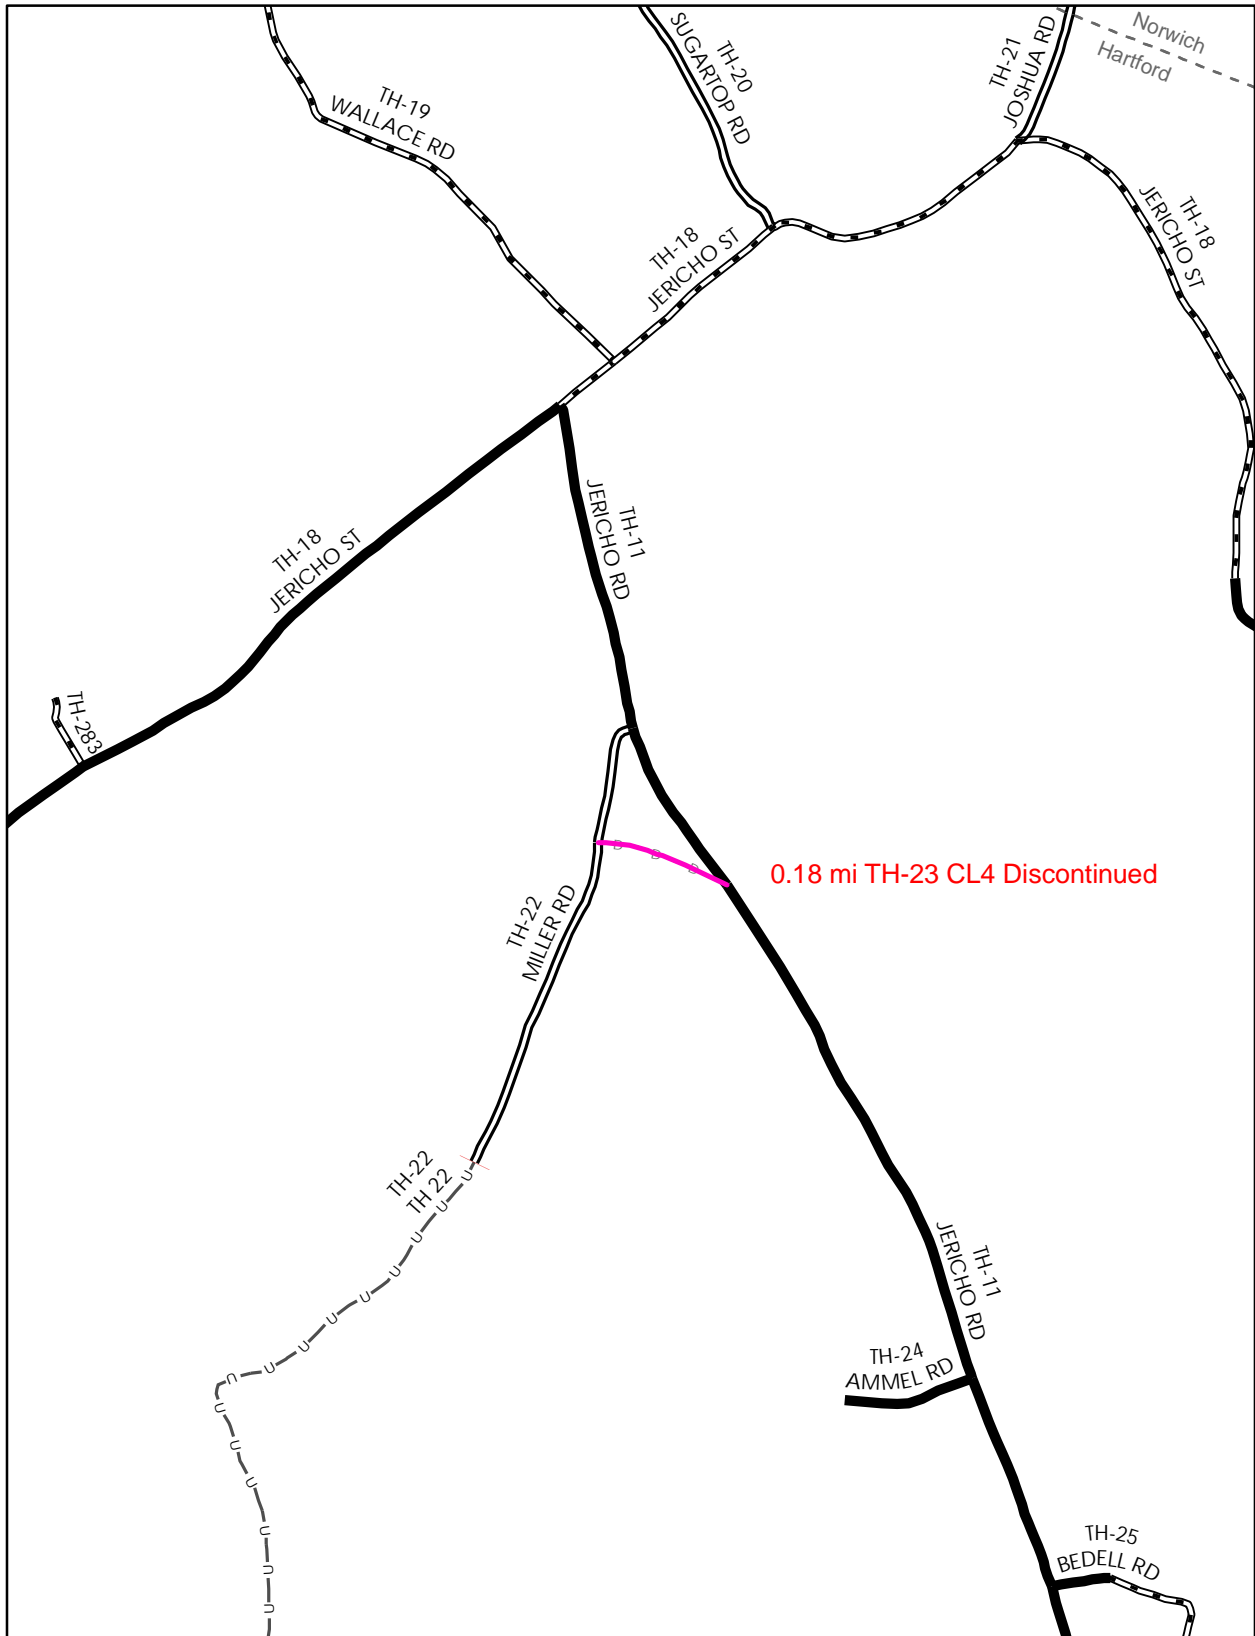 Norwich
Hartford
TH-20
SUGARTOP RD
TH-21
JOSHUA RD
TH-19
WALLACE RD
TH-18
JERICHO ST
TH-18
JERICHO ST
TH-11
JERICHO RD
TH-18
JERICHO ST
TH-283
D D D
0.18 mi TH-23 CL4 Discontinued
TH-22
MILLER RD
TH-22
TH 22
U U U U U U U U U U U U U U U
TH-11
JERICHO RD
TH-24
AMMEL RD
TH-25
BEDELL RD